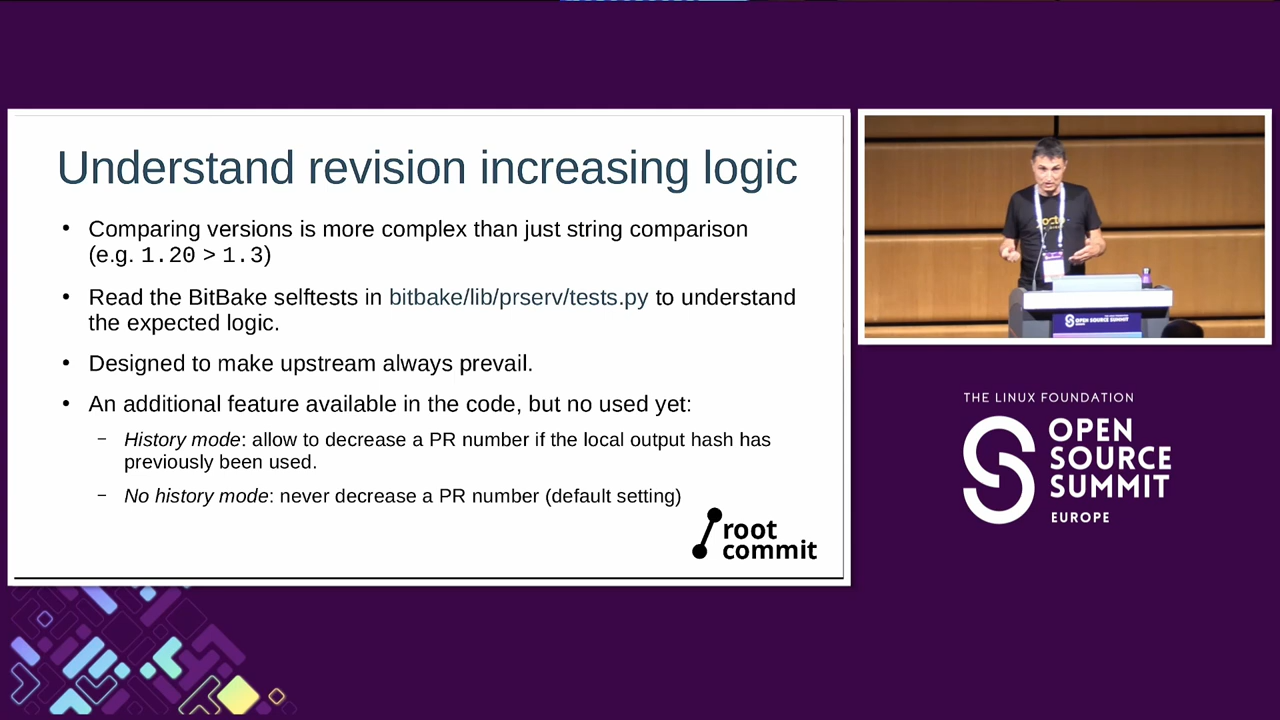 Understand revision increasing logic
• Comparing versions is more complex than just string comparison
(e.g. 1.20 > 1.3)
• Read the BitBake selftests in bitbake/lib/prserv/tests.py to understand
the expected logic.
• Designed to make upstream always prevail.
• An additional feature available in the code, but no used yet:
– History mode: allow to decrease a PR number if the local output hash has
previously been used.
– No history mode: never decrease a PR number (default setting)
root
commit
OPEN SOURCE SUMMIT
THE LINUX FOUNDATION
OPEN
SOURCE
SUMMIT
EUROPE